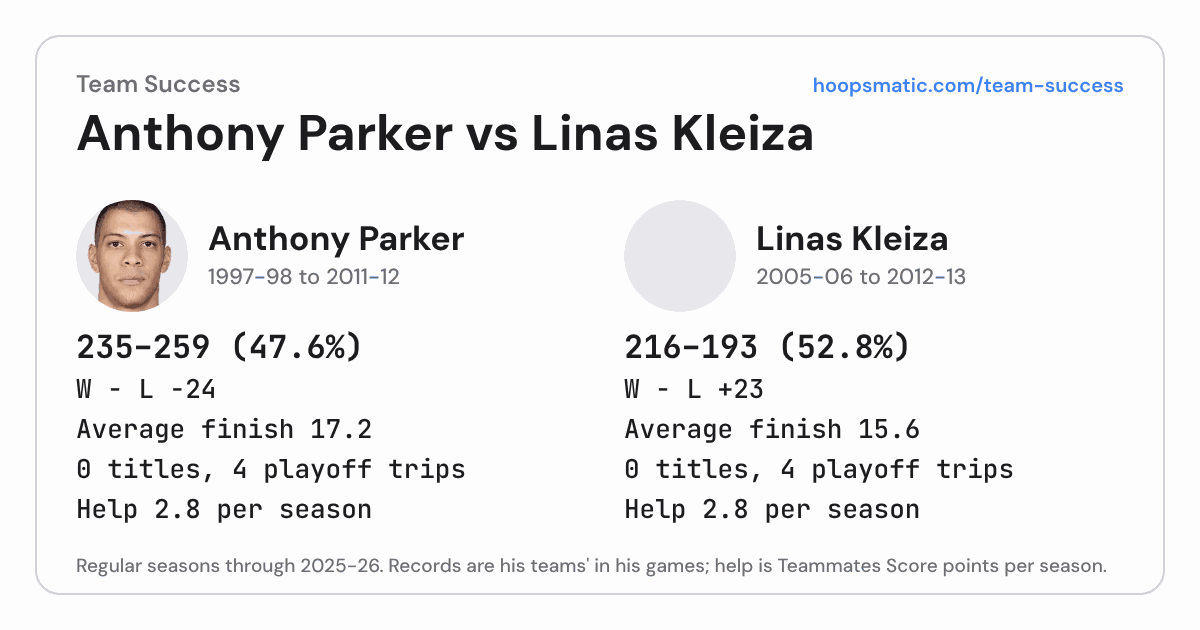 Team Success
hoopsmatic.com/team-success
Anthony Parker vs Linas Kleiza
Anthony Parker
1997-98 to 2011-12
235-259 (47.6%)
W - L -24
Average finish 17.2
0 titles, 4 playoff trips
Help 2.8 per season
Linas Kleiza
2005-06 to 2012-13
216-193 (52.8%)
W - L +23
Average finish 15.6
0 titles, 4 playoff trips
Help 2.8 per season
Regular seasons through 2025-26. Records are his teams' in his games; help is Teammates Score points per season.